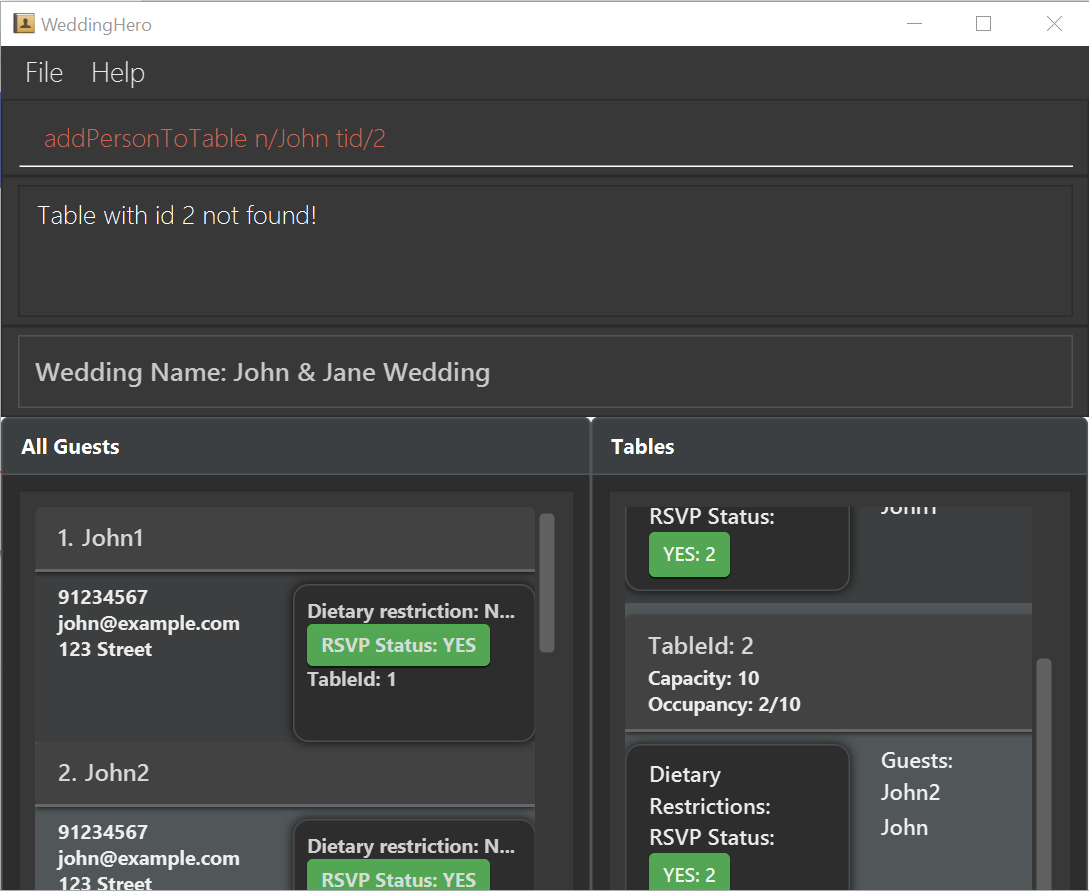 WeddingHero
File Help
addPersonToTable n/John tid/2
Table with id 2 not found!
Wedding Name: John & Jane Wedding
All Guests
1. John1
91234567
john@example.com
123 Street
Dietary restriction: N...
RSVP Status: YES
TableId: 1
2. John2
91234567
john@example.com
123 Street
Dietary restriction: N...
RSVP Status: YES
Tables
RSVP Status:
YES: 2
John1
TableId: 2
Capacity: 10
Occupancy: 2/10
Dietary
Restrictions:
RSVP Status:
YES: 2
Guests:
John2
John